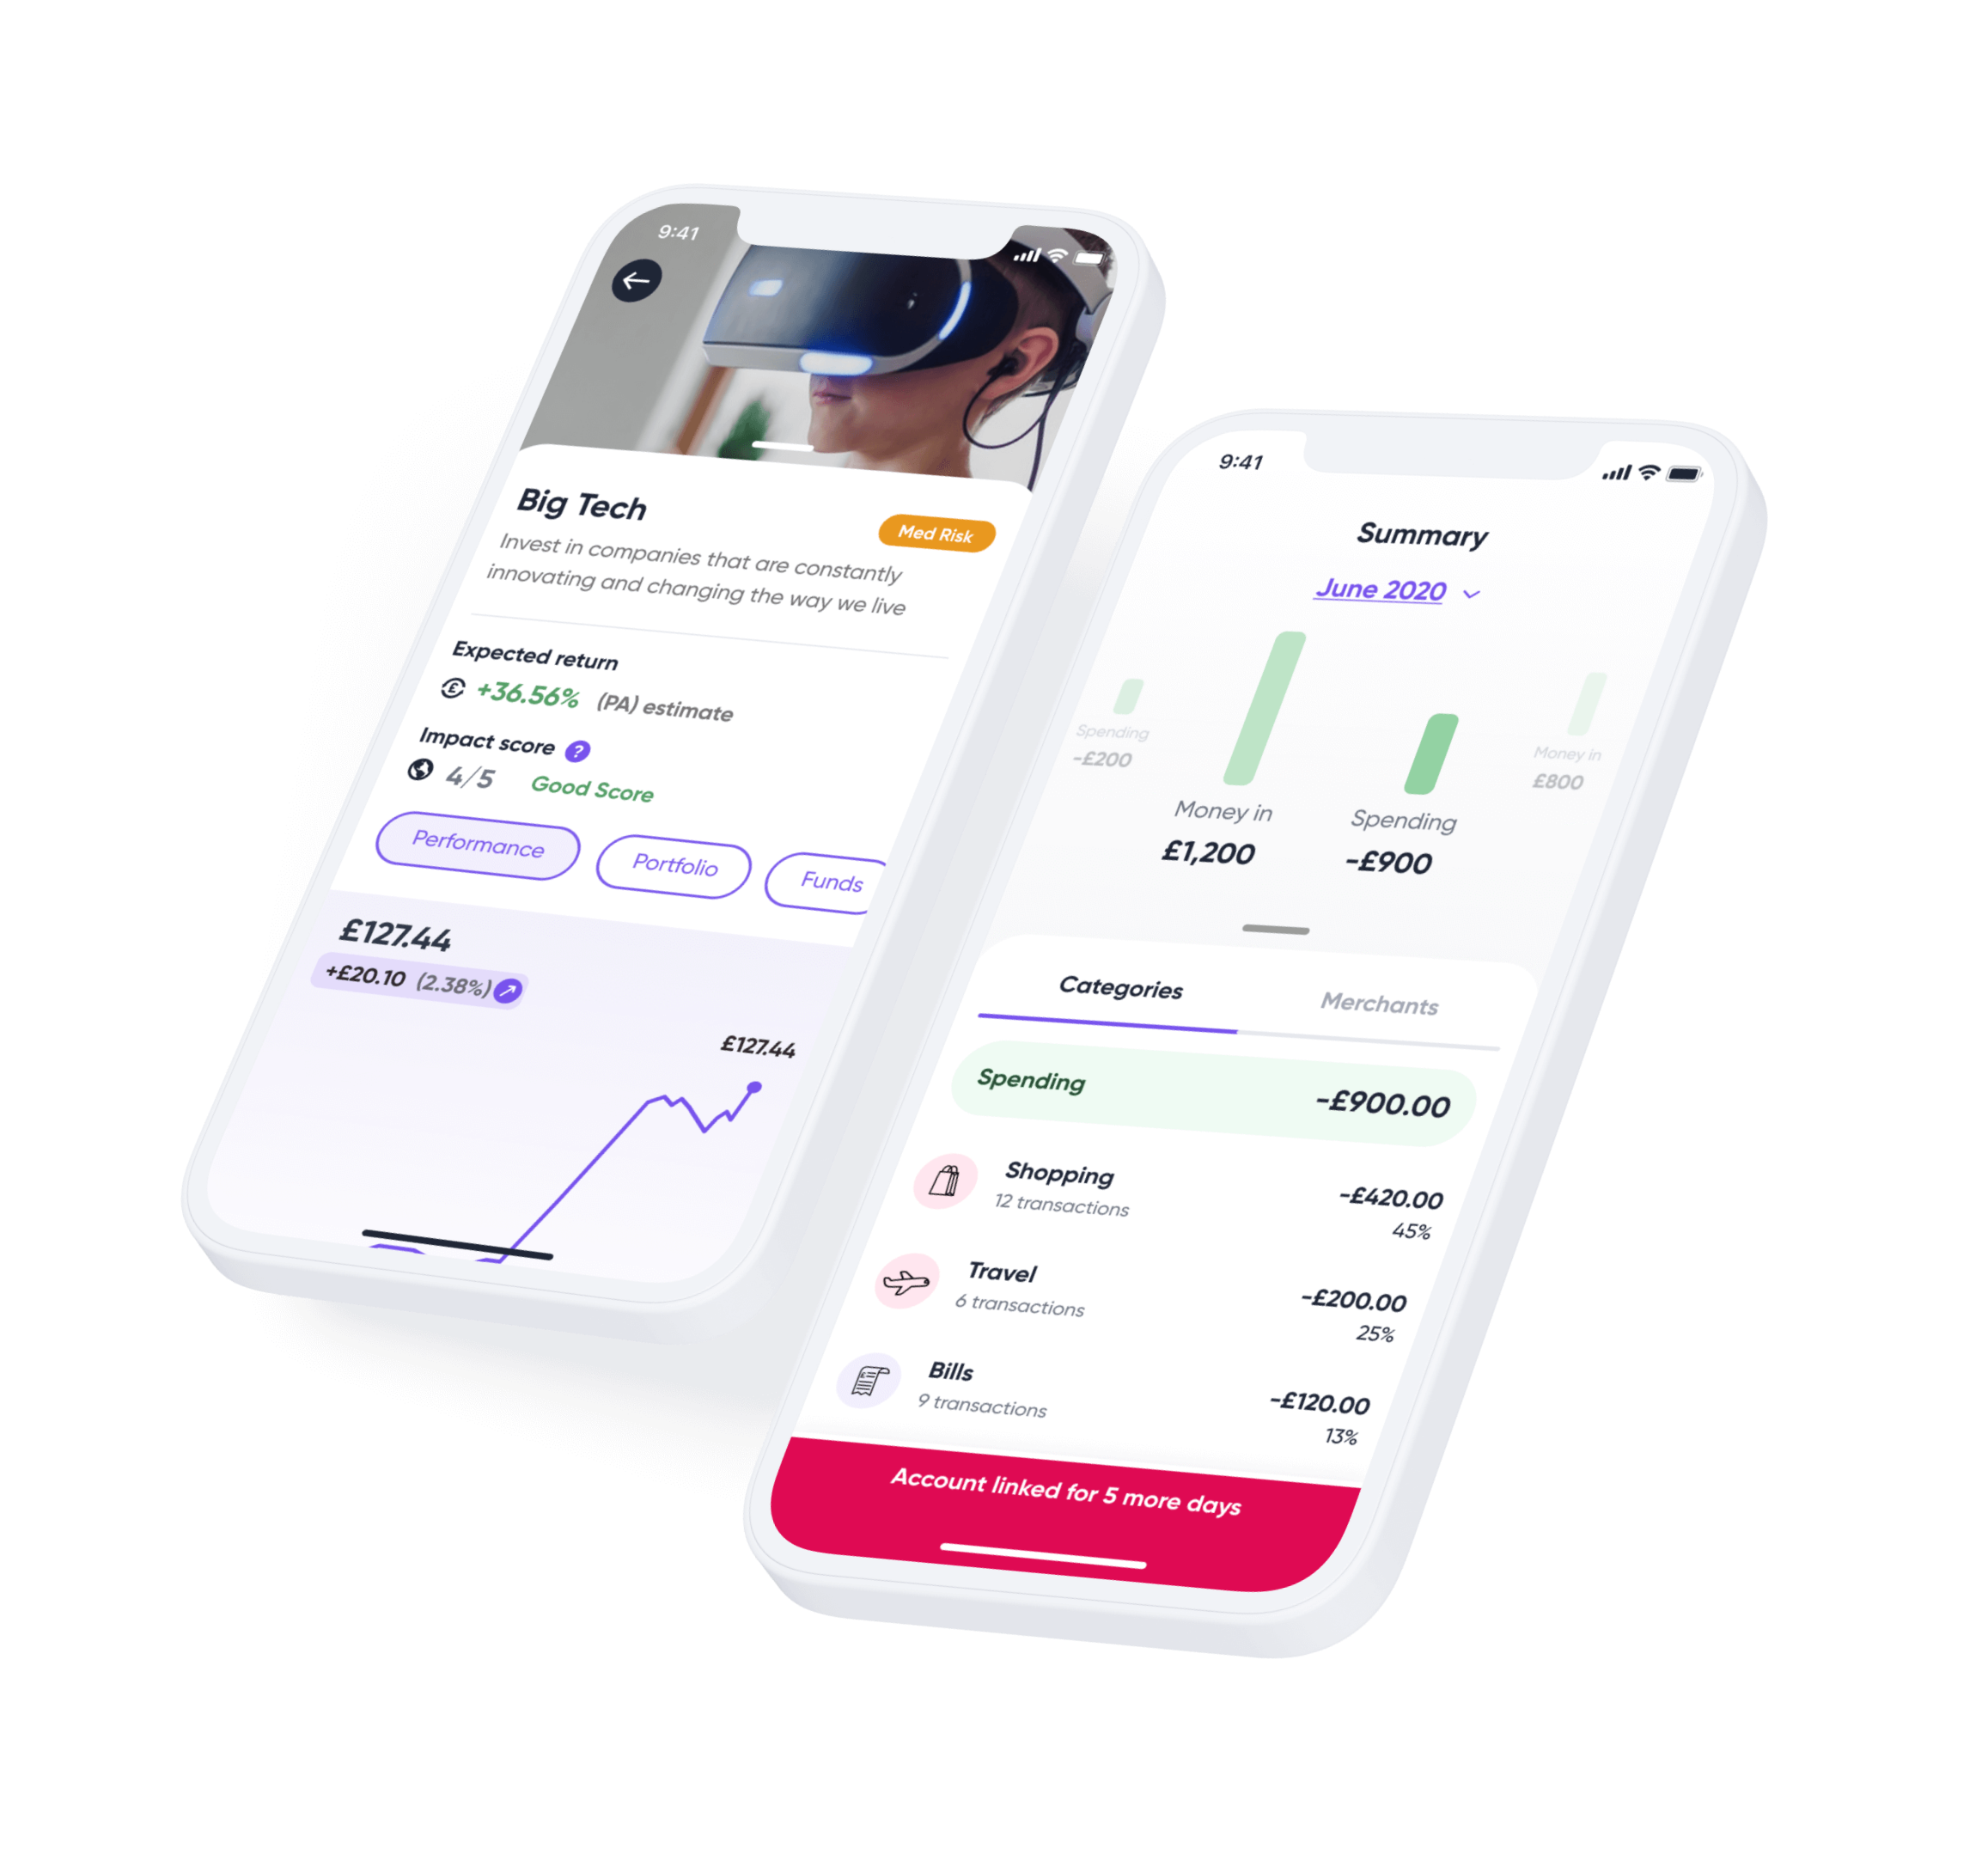 9:41
Big Tech
Med Risk
Invest in companies that are constantly
innovating and changing the way we live
Expected return
£ +36.56% (PA) estimate
Impact score ?
4/5 Good Score
Performance Portfolio Funds
£127.44
+£20.10 (2.38%)
£127.44
9:41
Summary
June 2020
Spending
-£200
Money in
£1,200
Spending
-£900
Money in
£800
Categories Merchants
Spending -£900.00
Shopping -£420.00
12 transactions 45%
Travel -£200.00
6 transactions 25%
Bills -£120.00
9 transactions 13%
Account linked for 5 more days